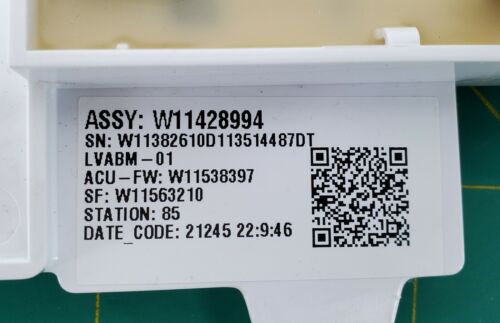 ASSY: W11428994
SN: W11382610D113514487DT
LVABM-01
ACU-FW: W11538397
SF: W11563210
STATION: 85
DATE_CODE: 21245 22:9:46